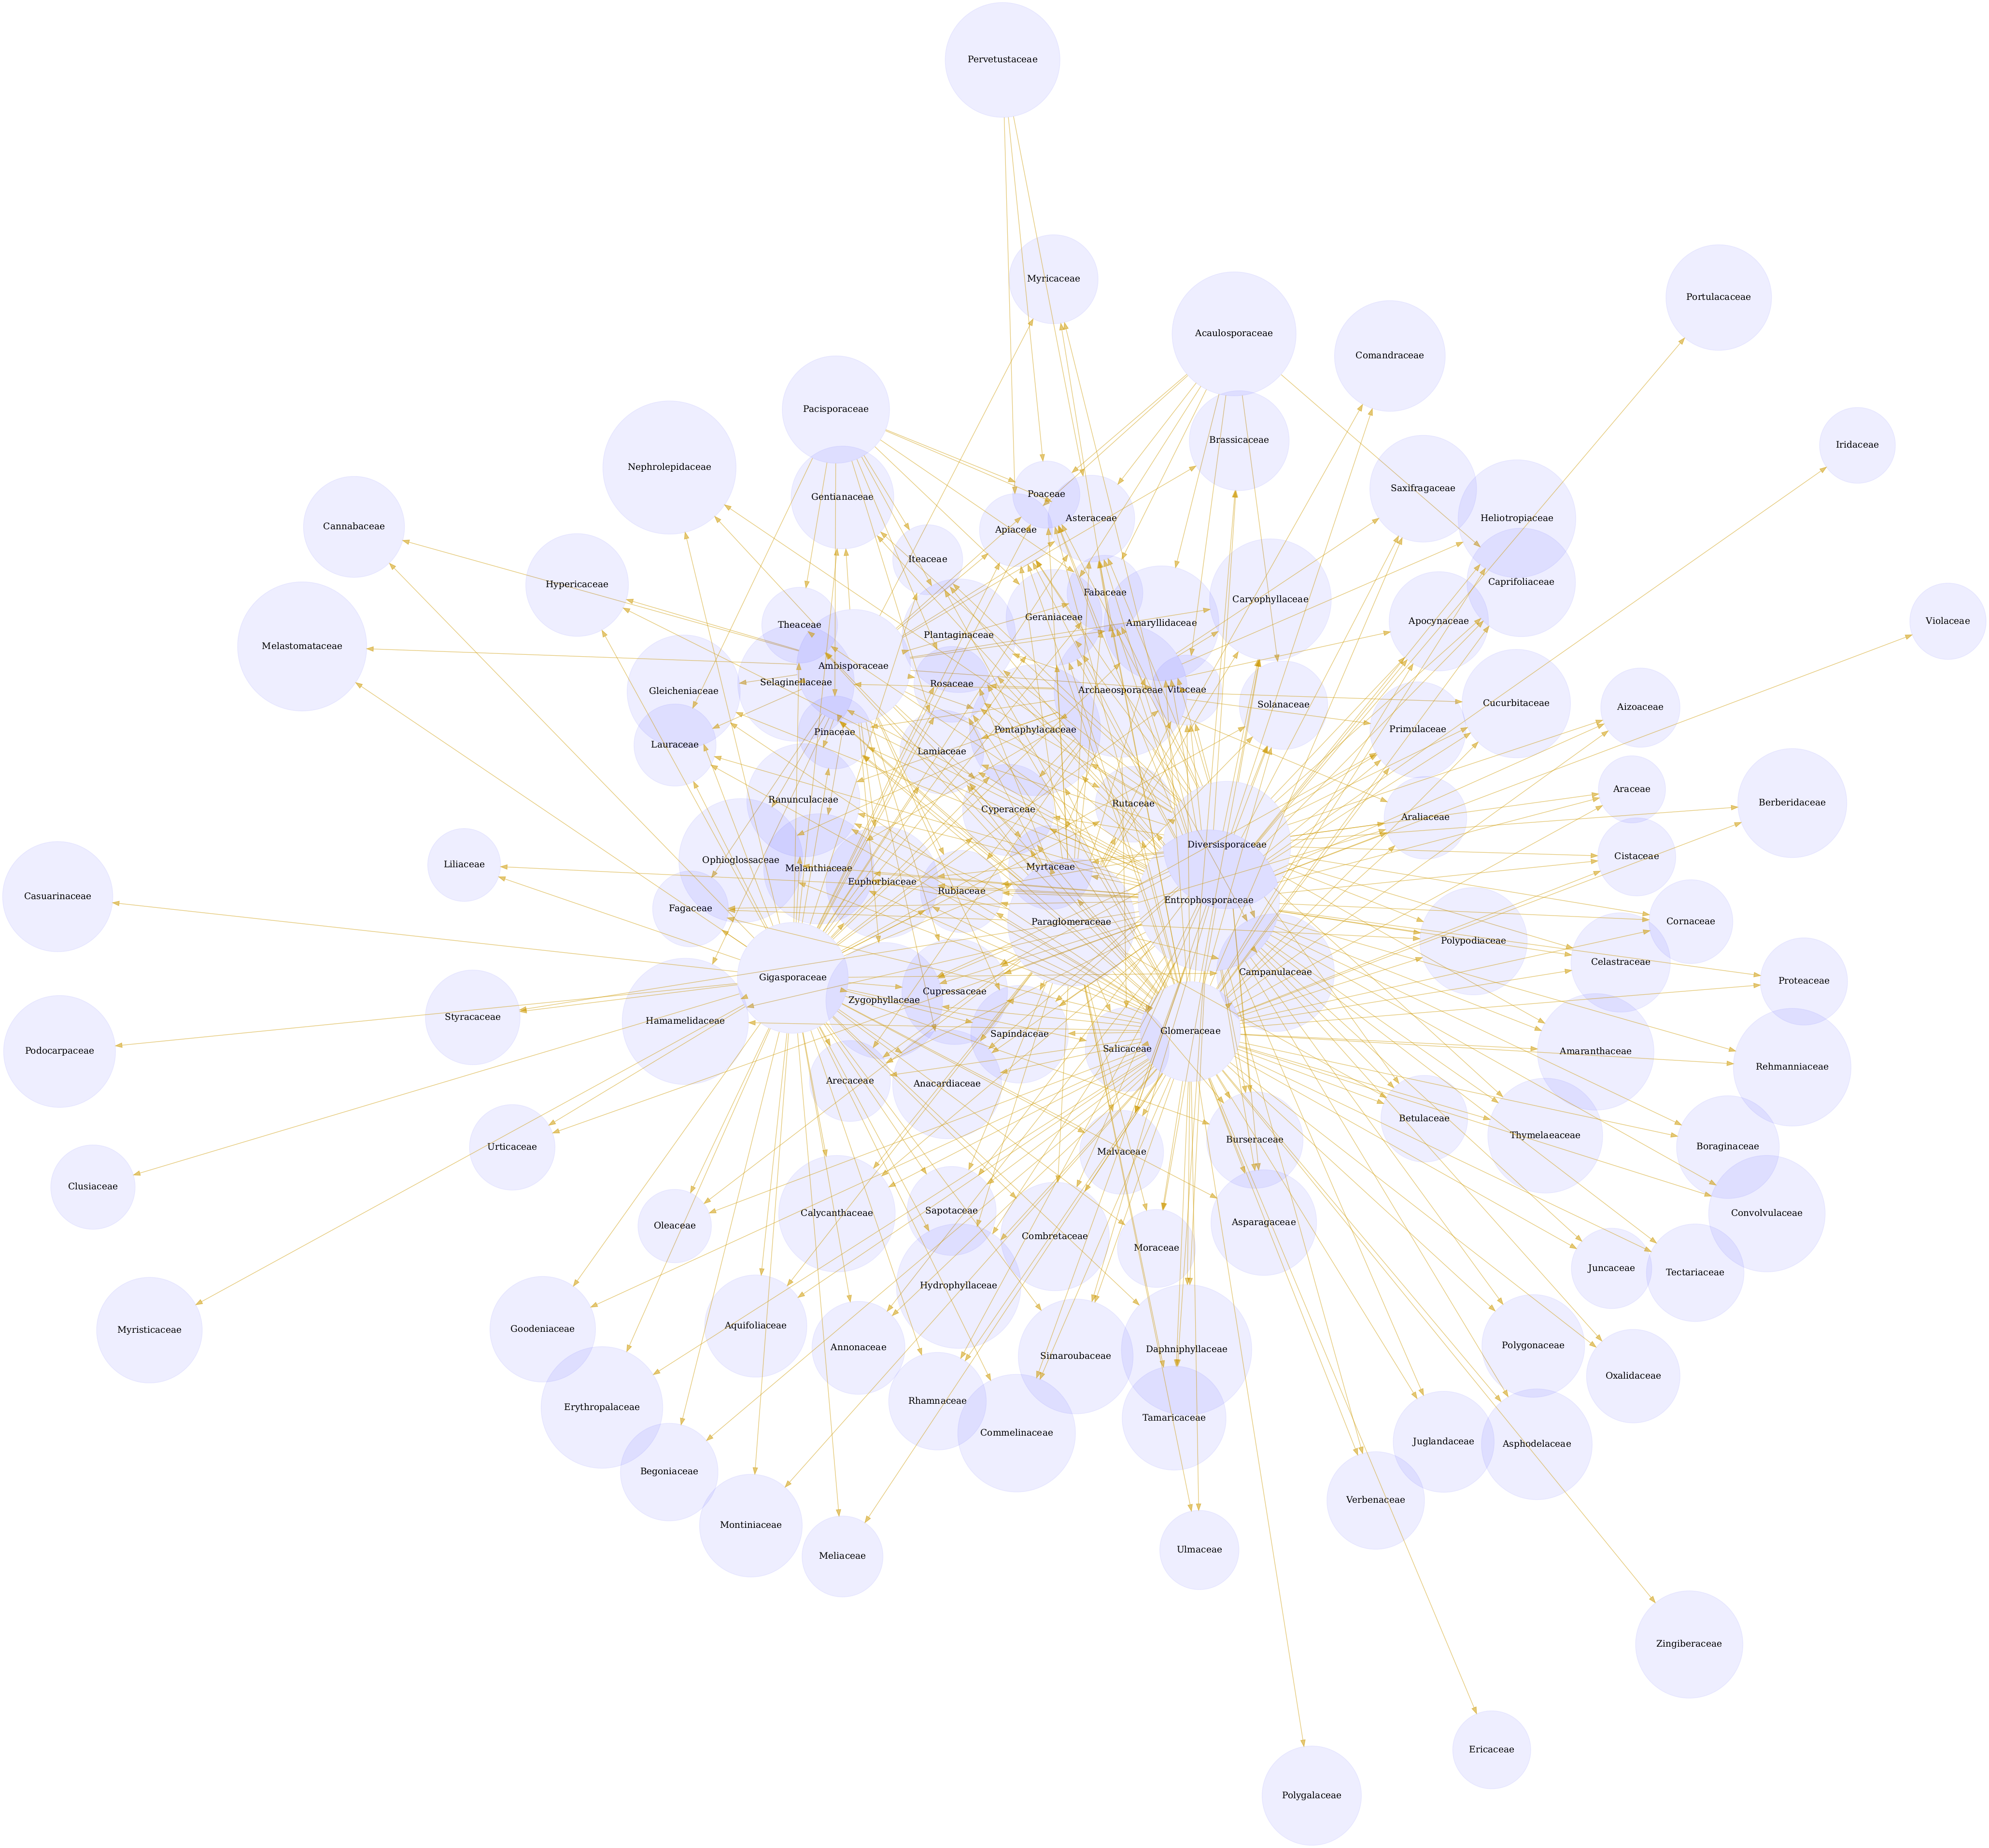 Pervetustaceae
Myricaceae
Portulacaceae
Acaulosporaceae
Comandraceae
Pacisporaceae
Brassicaceae
Iridaceae
Nephrolepidaceae
Saxifragaceae
Poaceae
Gentianaceae
Asteraceae
Heliotropiaceae
Cannabaceae
Apiaceae
Iteaceae
Caprifoliaceae
Hypericaceae
Fabaceae
Caryophyllaceae
Geraniaceae
Apocynaceae
Violaceae
Amaryllidaceae
Theaceae
Plantaginaceae
Melastomataceae
Ambisporaceae
Selaginellaceae
Rosaceae
Gleicheniaceae
Archaeosporaceae
Vitaceae
Cucurbitaceae
Solanaceae
Aizoaceae
Primulaceae
Pentaphylacaceae
Pinaceae
Lauraceae
Lamiaceae
Araceae
Ranunculaceae
Rutaceae
Berberidaceae
Cyperaceae
Araliaceae
Diversisporaceae
Cistaceae
Ophioglossaceae
Liliaceae
Myrtaceae
Melanthiaceae
Euphorbiaceae
Rubiaceae
Casuarinaceae
Entrophosporaceae
Fagaceae
Paraglomeraceae
Cornaceae
Polypodiaceae
Celastraceae
Campanulaceae
Gigasporaceae
Proteaceae
Cupressaceae
Zygophyllaceae
Styracaceae
Hamamelidaceae
Glomeraceae
Sapindaceae
Salicaceae
Podocarpaceae
Amaranthaceae
Rehmanniaceae
Arecaceae
Anacardiaceae
Betulaceae
Thymelaeaceae
Burseraceae
Urticaceae
Boraginaceae
Malvaceae
Clusiaceae
Sapotaceae
Calycanthaceae
Convolvulaceae
Asparagaceae
Oleaceae
Combretaceae
Moraceae
Juncaceae
Tectariaceae
Hydrophyllaceae
Aquifoliaceae
Goodeniaceae
Myristicaceae
Polygonaceae
Annonaceae
Daphniphyllaceae
Simaroubaceae
Oxalidaceae
Rhamnaceae
Erythropalaceae
Tamaricaceae
Commelinaceae
Juglandaceae
Asphodelaceae
Begoniaceae
Verbenaceae
Montiniaceae
Ulmaceae
Meliaceae
Zingiberaceae
Ericaceae
Polygalaceae